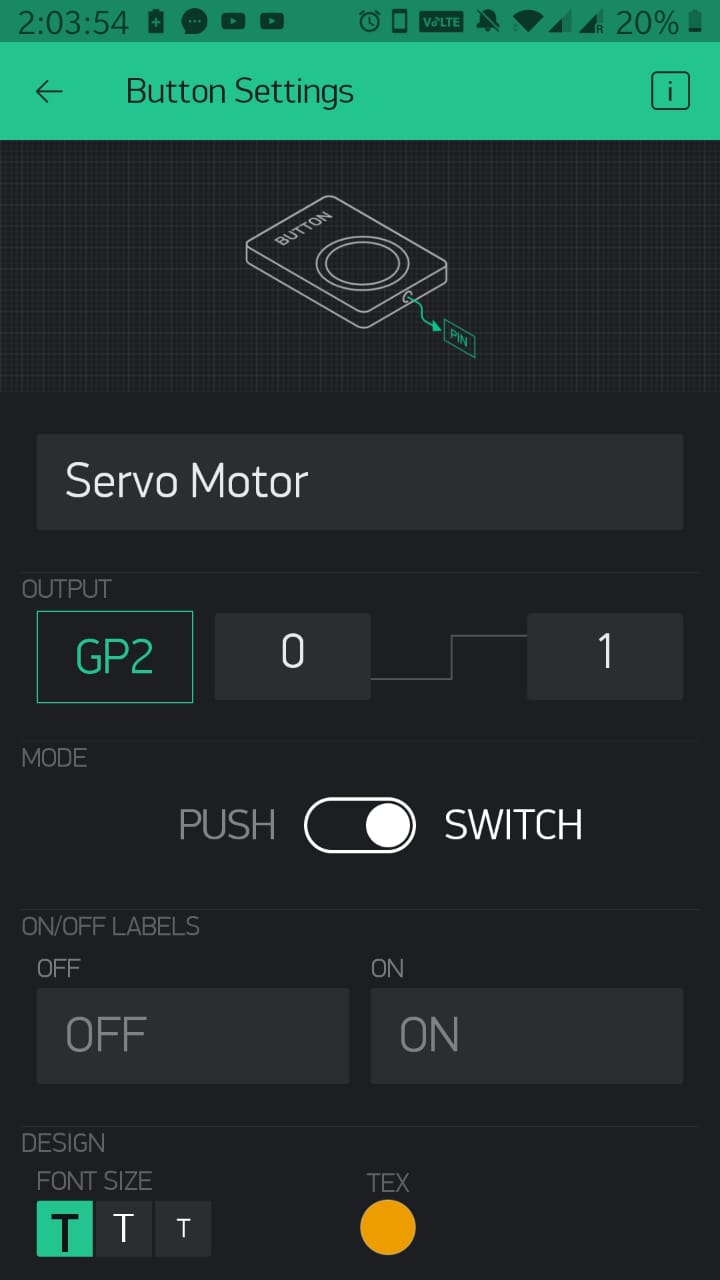 2:03:54 VoLTE R 20%
Button Settings i
BUTTON
PIN
Servo Motor
OUTPUT
GP2 0 1
MODE
PUSH SWITCH
ON/OFF LABELS
OFF ON
OFF ON
DESIGN
FONT SIZE TEX
T T T